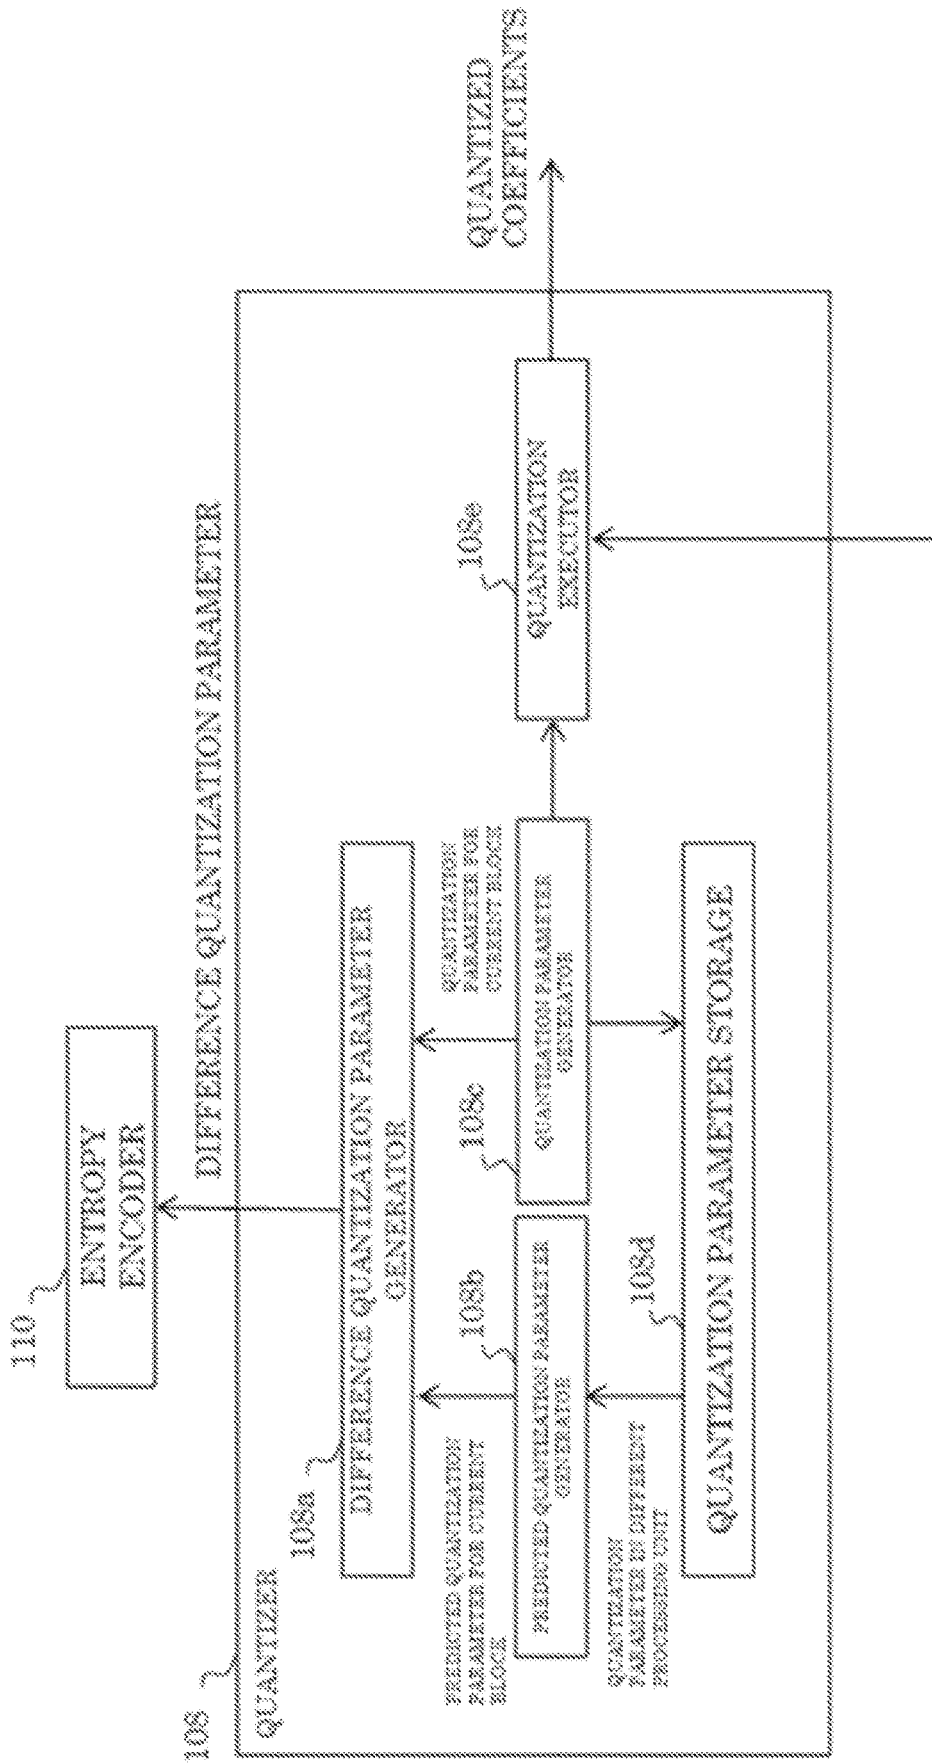 110
ENTROPY
ENCODER
DIFFERENCE QUANTIZATION PARAMETER
108
QUANTIZER
108a
DIFFERENCE QUANTIZATION PARAMETER
GENERATOR
PREDICTED QUANTIZATION
PARAMETER FOR CURRENT
BLOCK
108b
108c
QUANTIZATION
PARAMETER FOR
CURRENT BLOCK
108e
QUANTIZED
COEFFICIENTS
PREDICTED QUANTIZATION PARAMETER
GENERATOR
QUANTIZATION PARAMETER
GENERATOR
QUANTIZATION
EXECUTOR
QUANTIZATION
PARAMETER IN DIFFERENT
PROCESSING UNIT
108d
QUANTIZATION PARAMETER STORAGE